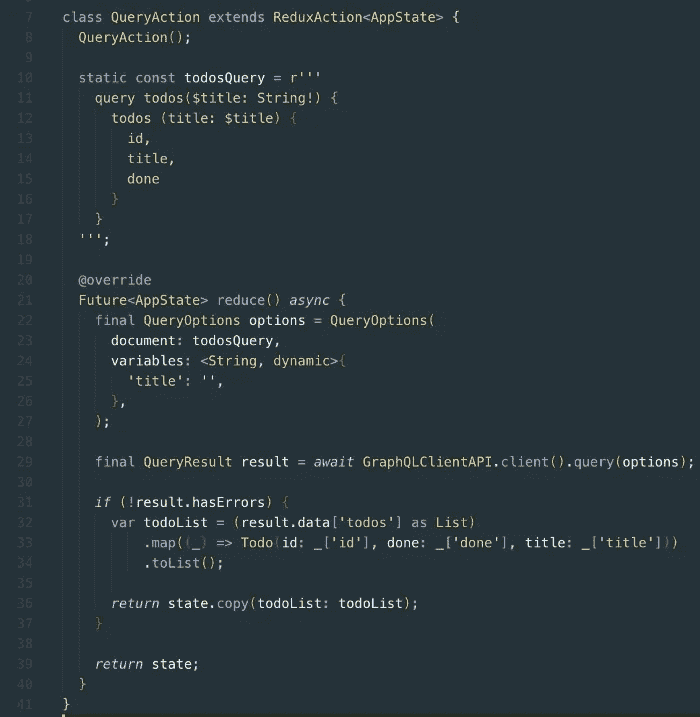 7 class QueryAction extends ReduxAction<AppState> {
8   QueryAction();
9
10   static const todosQuery = r'''
11     query todos($title: String!) {
12       todos (title: $title) {
13         id,
14         title,
15         done
16       }
17     }
18   ''';
19
20   @override
21   Future<AppState> reduce() async {
22     final QueryOptions options = QueryOptions(
23       document: todosQuery,
24       variables: <String, dynamic>{
25         'title': '',
26       },
27     );
28
29     final QueryResult result = await GraphQLClientAPI.client().query(options);
30
31     if (!result.hasErrors) {
32       var todoList = (result.data['todos'] as List)
33           .map((_) => Todo(id: _['id'], done: _['done'], title: _['title']))
34           .toList();
35
36       return state.copy(todoList: todoList);
37     }
38
39     return state;
40   }
41 }